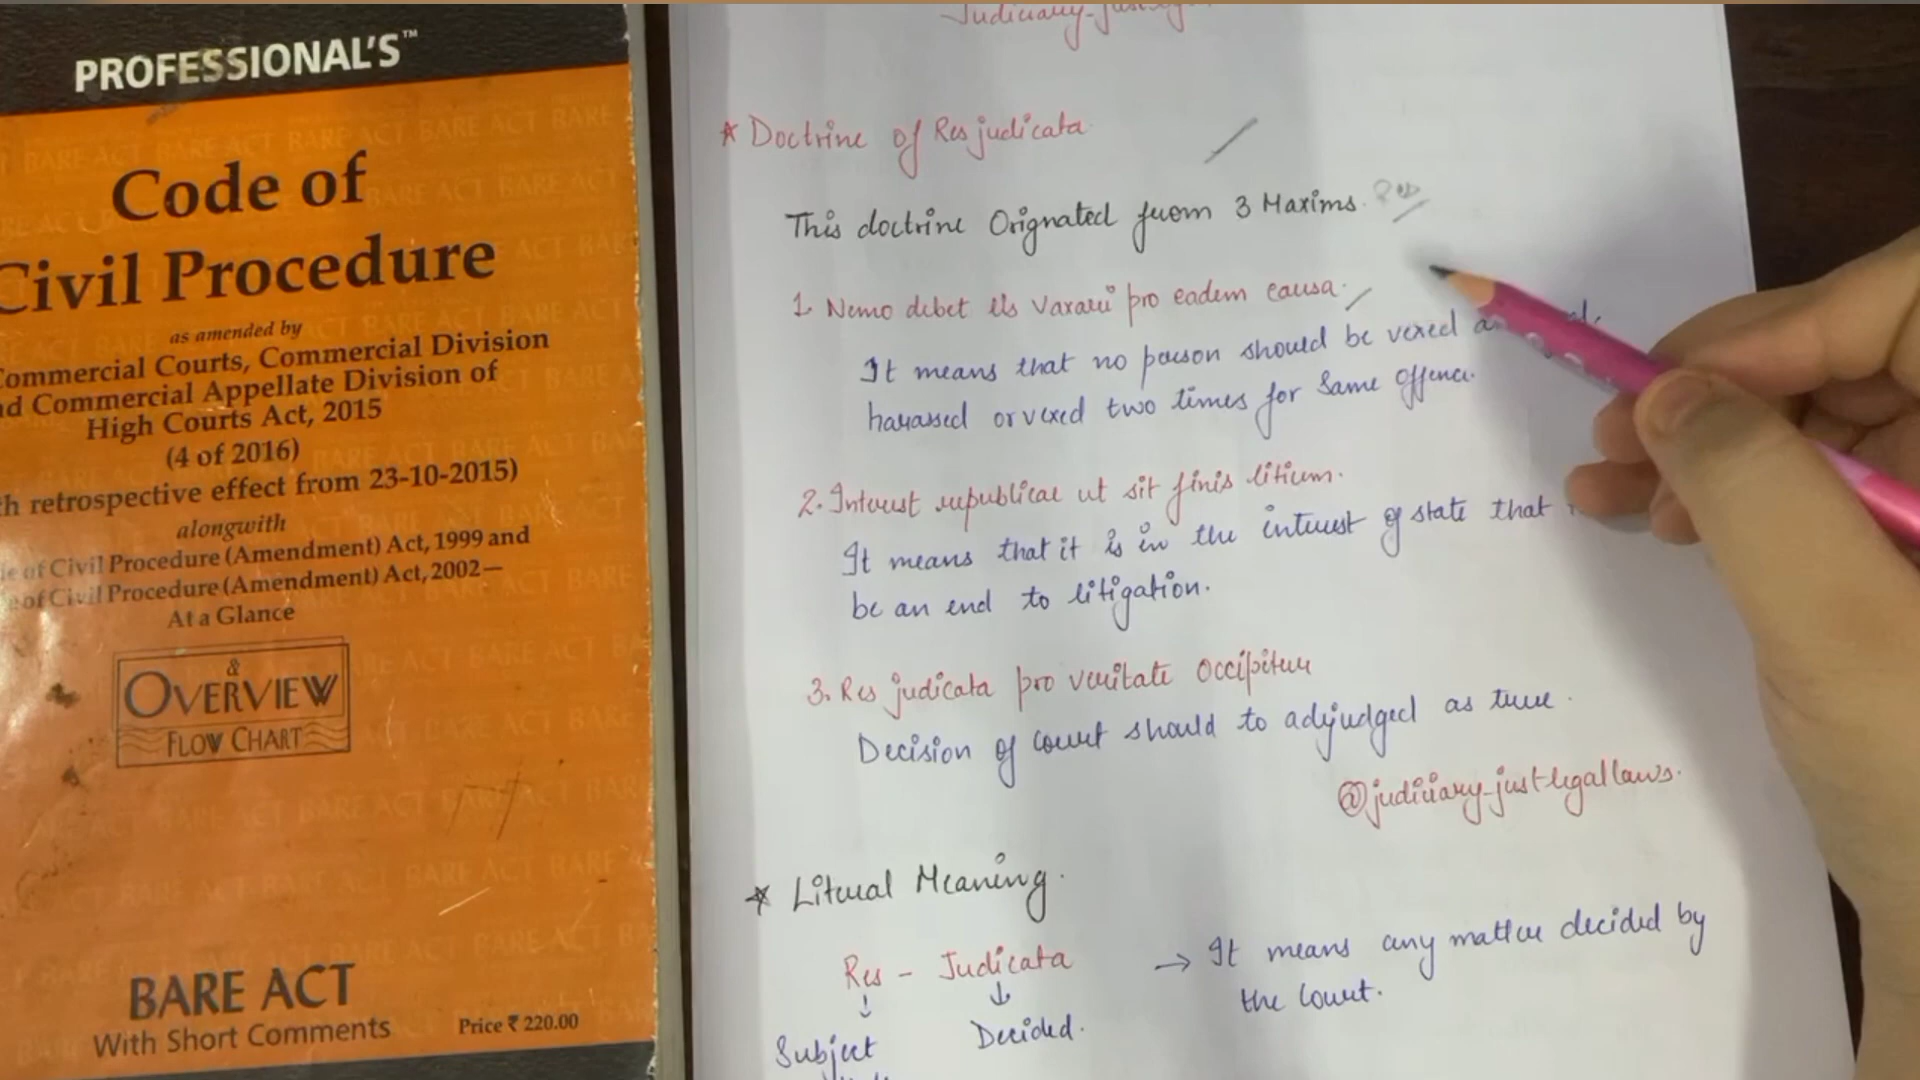 PROFESSIONAL'S™
Code of
Civil Procedure
as amended by
Commercial Courts, Commercial Division
Commercial Appellate Division of
High Courts Act, 2015
(4 of 2016)
retrospective effect from 23-10-2015)
alongwith
of Civil Procedure (Amendment) Act, 1999 and
of Civil Procedure (Amendment) Act, 2002—
At a Glance
&
OVERVIEW
FLOW CHART
BARE ACT
With Short Comments
Price ₹ 220.00
* Doctrine of Res judicata
This doctrine Orignated from 3 Maxims.
1. Nemo debet pro eadem causa.
It means that no person should be vexed
harassed or vexed two times for Same offence.
2. Interest republicae ut sit finis litium.
It means that it is in the interest of state that
be an end to litigation.
3. Res judicata pro veritate Occipitur
Decision of court should to adjudged as true.
@judiciary_justlegallaws.
* Litural Meaning.
Res - Judicata → It means any matter decided by
the Court.
↓ ↓
Subject Decided.